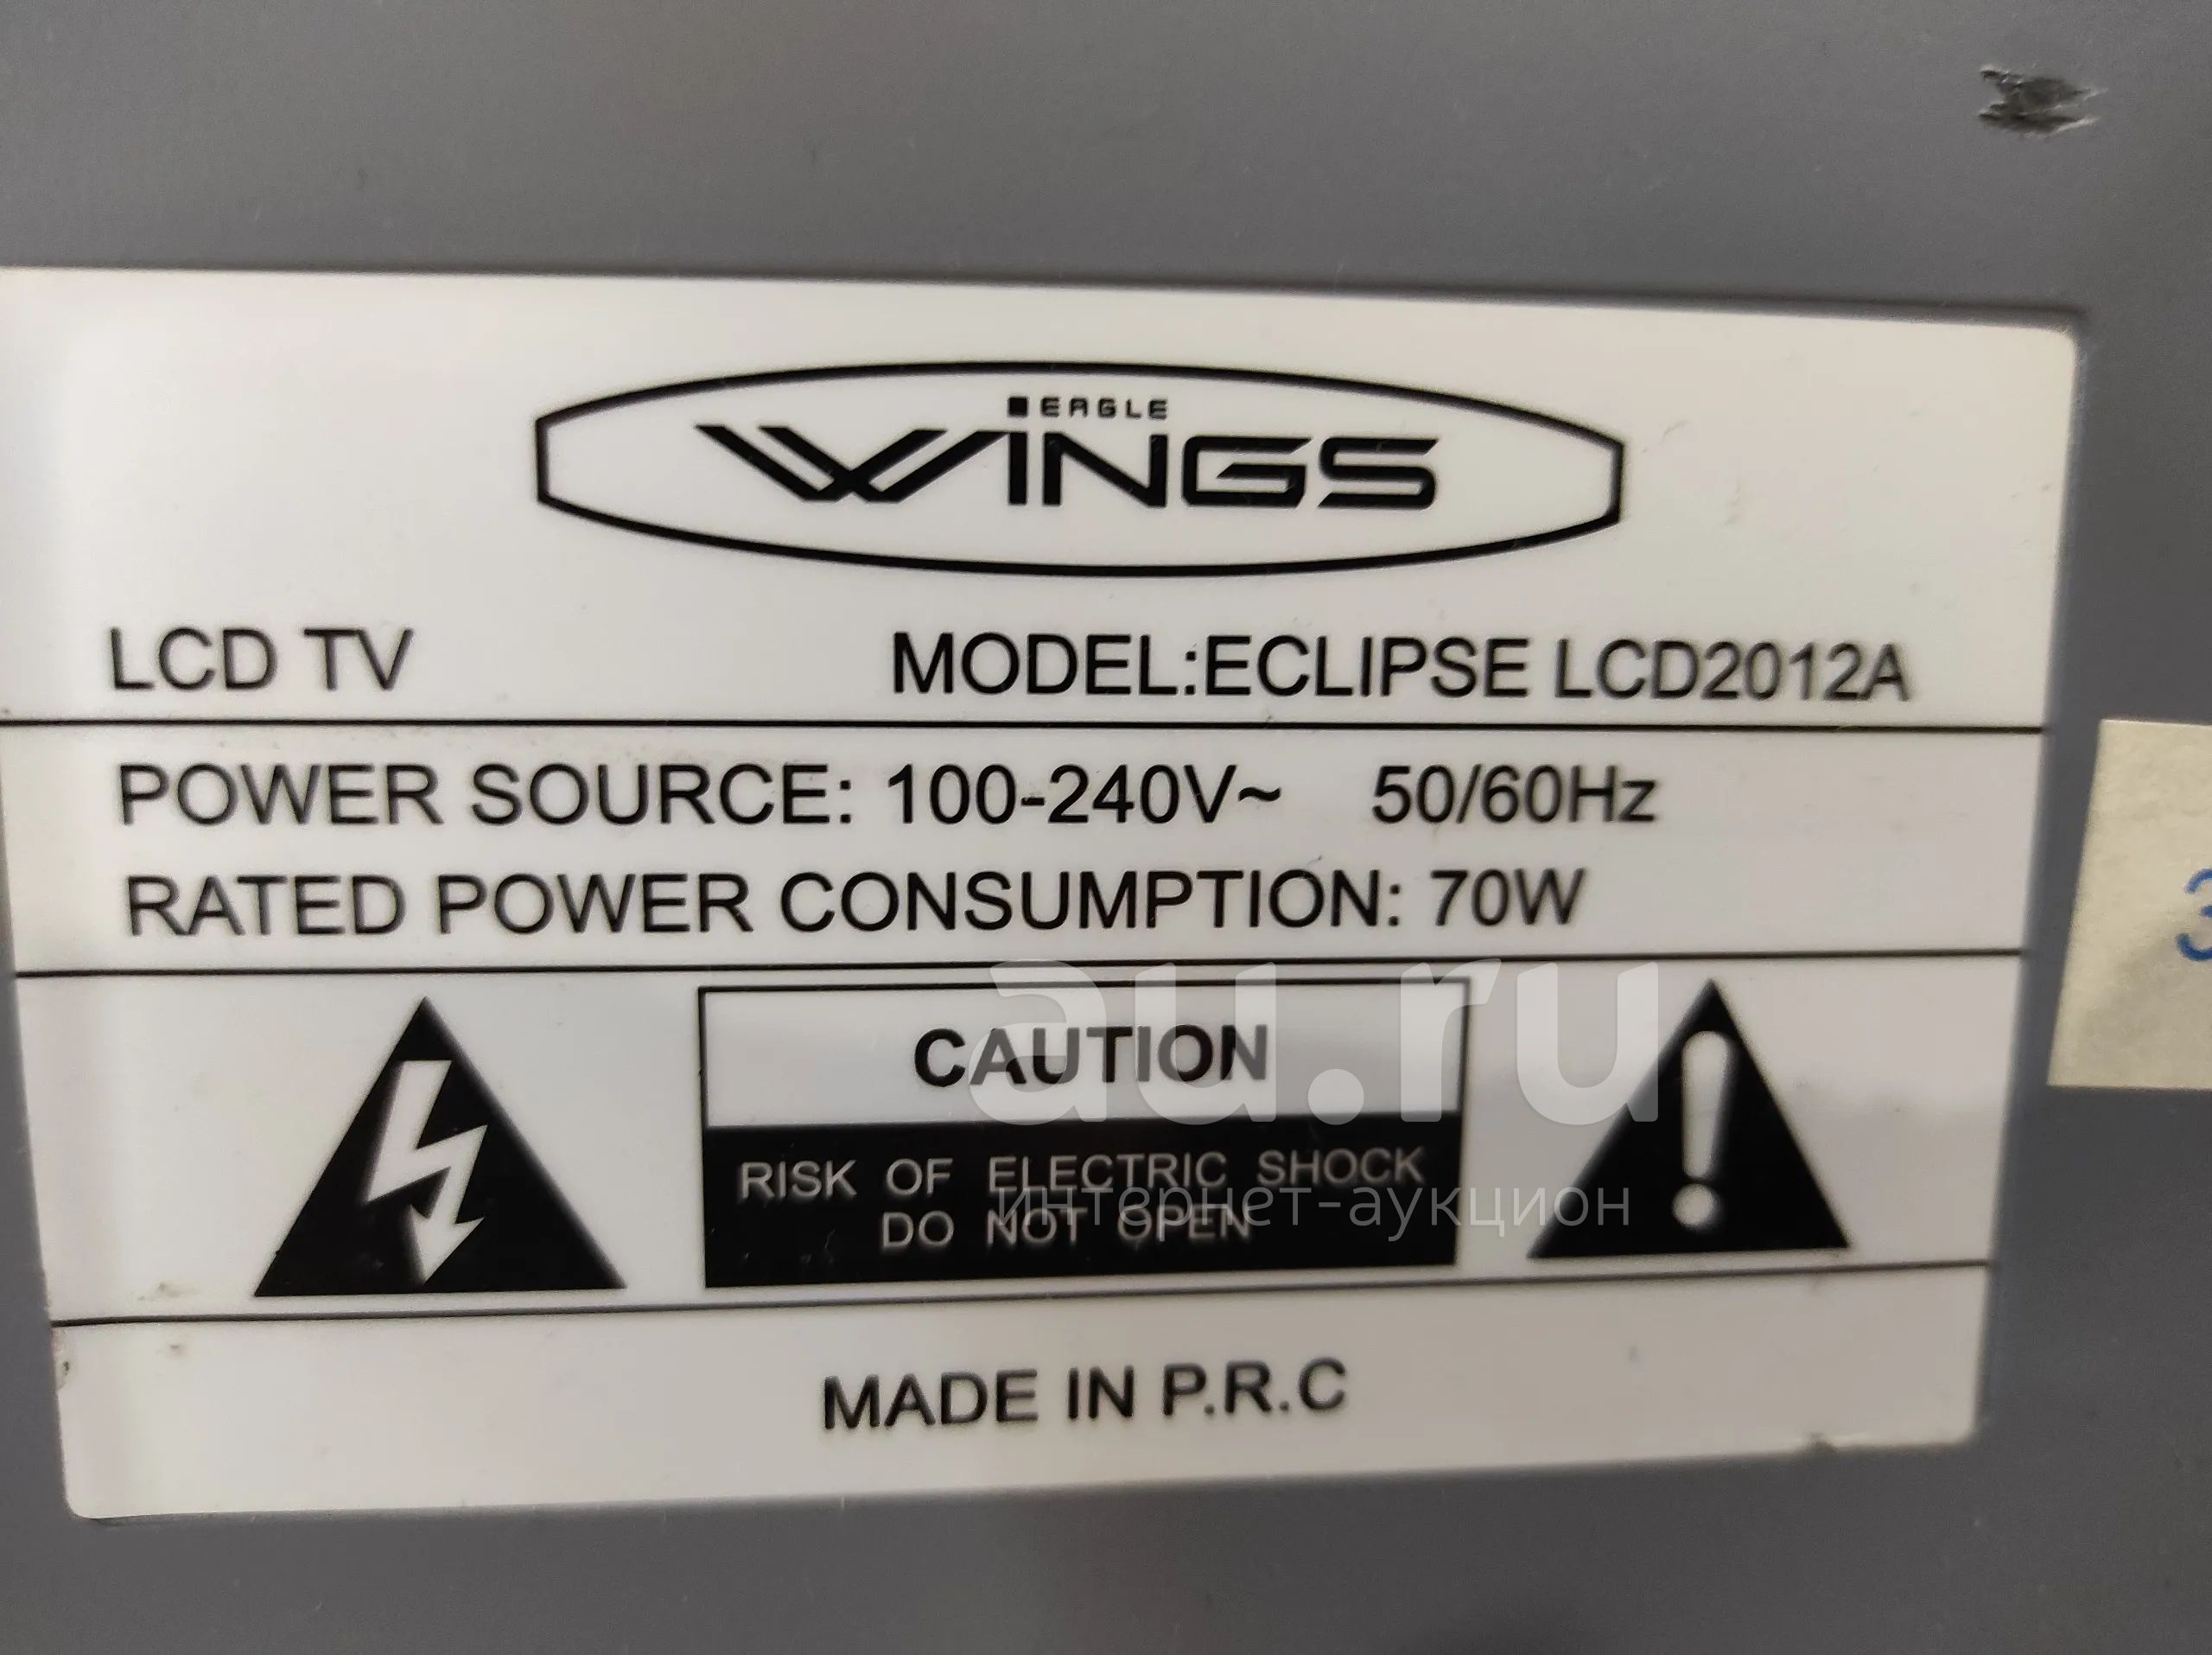 EAGLE
WINGS
LCD TV MODEL:ECLIPSE LCD2012A
POWER SOURCE: 100-240V~ 50/60Hz
RATED POWER CONSUMPTION: 70W
au.ru
CAUTION
RISK OF ELECTRIC SHOCK
интернет-аукцион
DO NOT OPEN
MADE IN P.R.C
3